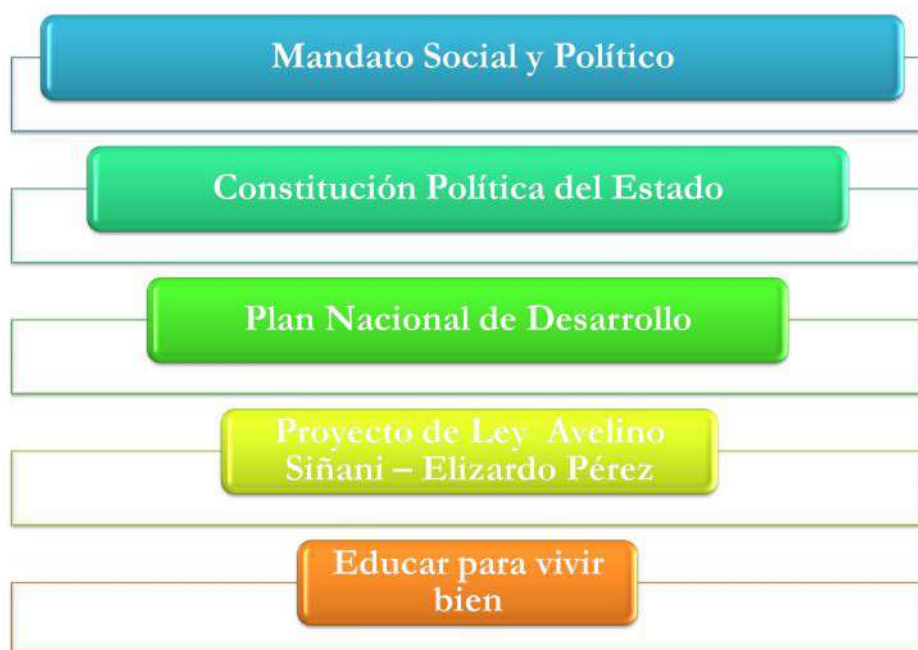 Mandato Social y Político
Constitución Política del Estado
Plan Nacional de Desarrollo
Proyecto de Ley Avelino
Siñani – Elizardo Pérez
Educar para vivir
bien